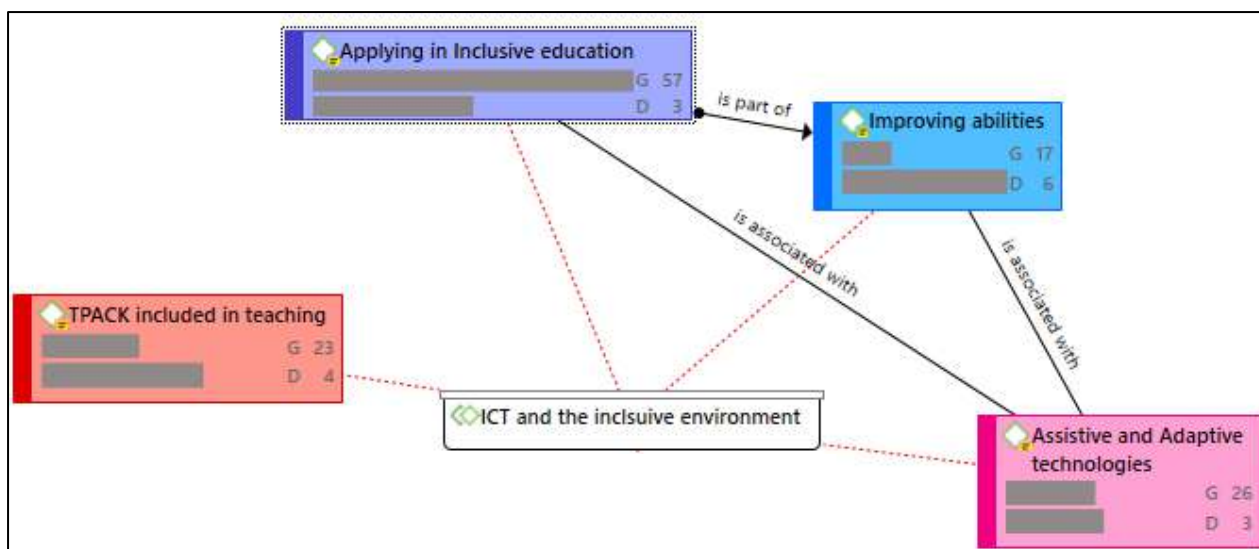 Applying in Inclusive education
G 57
D 3
is part of
Improving abilities
G 17
D 6
is associated with
is associated with
TPACK included in teaching
G 23
D 4
ICT and the inclsuive environment
Assistive and Adaptive
technologies
G 26
D 3